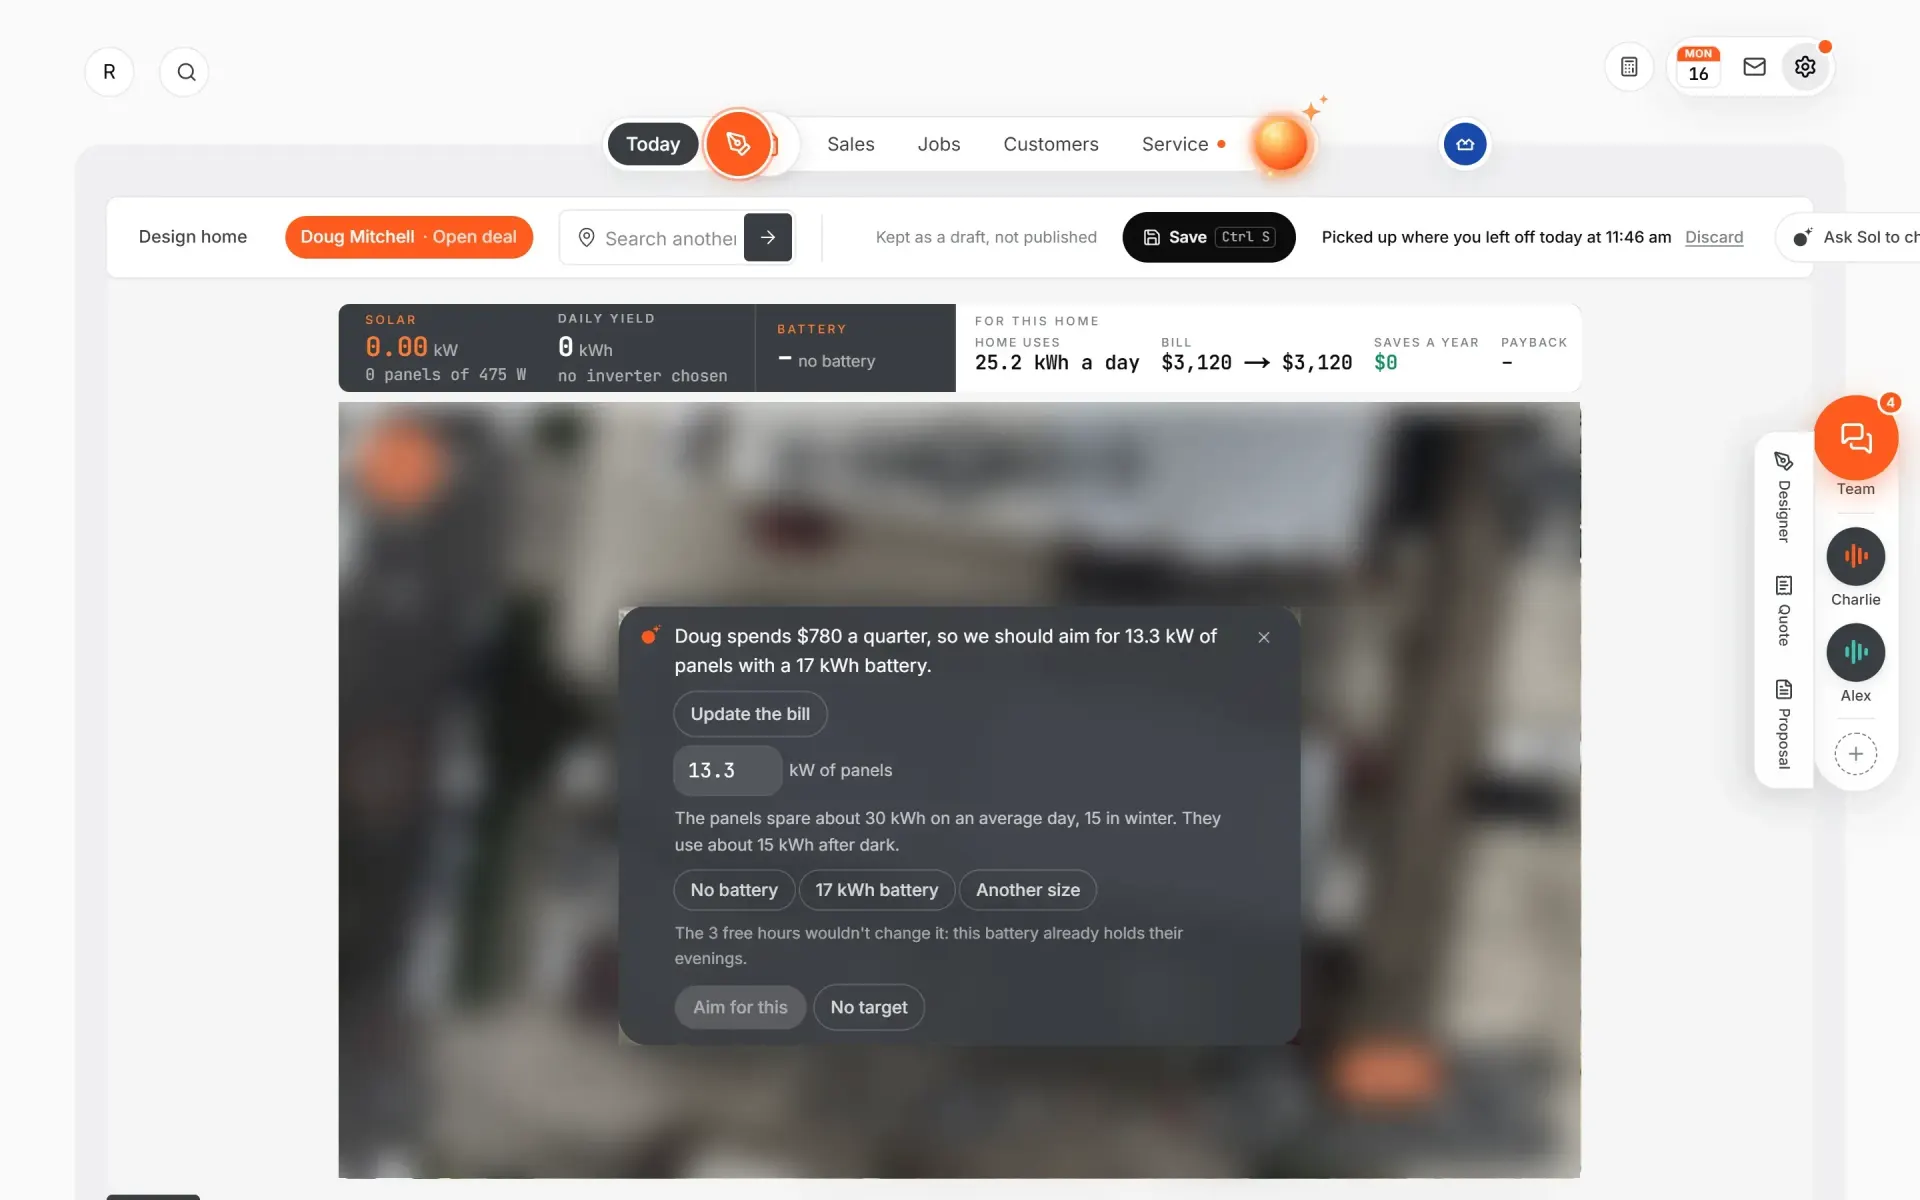 R
MON
16
Today
Sales
Jobs
Customers
Service
Design home
Doug Mitchell · Open deal
Search another
Kept as a draft, not published
Save Ctrl S
Picked up where you left off today at 11:46 am
Discard
Ask Sol to ch
SOLAR
0.00 kW
0 panels of 475 W
DAILY YIELD
0 kWh
no inverter chosen
BATTERY
– no battery
FOR THIS HOME
HOME USES
25.2 kWh a day
BILL
$3,120 → $3,120
SAVES A YEAR
$0
PAYBACK
–
Doug spends $780 a quarter, so we should aim for 13.3 kW of
panels with a 17 kWh battery.
Update the bill
13.3 kW of panels
The panels spare about 30 kWh on an average day, 15 in winter. They
use about 15 kWh after dark.
No battery
17 kWh battery
Another size
The 3 free hours wouldn't change it: this battery already holds their
evenings.
Aim for this
No target
Designer
Quote
Proposal
4
Team
Charlie
Alex